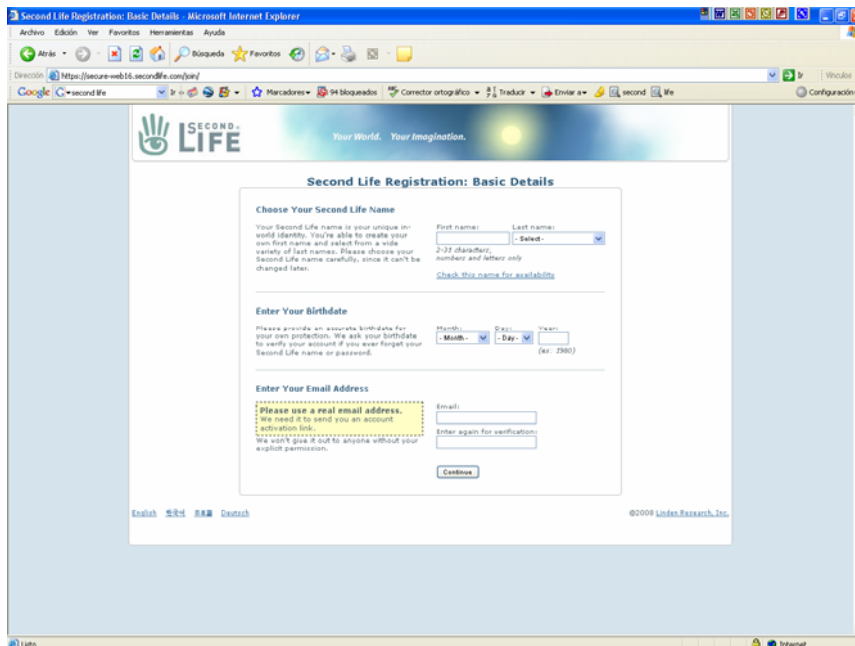 Second Life Registration: Basic Details - Microsoft Internet Explorer
Archivo Edición Ver Favoritos Herramientas Ayuda
Atrás Búsqueda Favoritos
Dirección https://secure-web16.secondlife.com/join/ Ir Vínculos
Google second life Ir Marcadores 94 bloqueados Corrector ortográfico Traducir Enviar a second life Configuración
SECOND LIFE Your World. Your Imagination.
Second Life Registration: Basic Details
Choose Your Second Life Name
Your Second Life name is your unique in-
world identity. You're able to create your
own first name and select from a wide
variety of last names. Please choose your
Second Life name carefully, since it can't be
changed later.
First name: Last name:
- Select -
2-31 characters,
numbers and letters only
Check this name for availability
Enter Your Birthdate
Please provide an accurate birthdate for
your own protection. We ask your birthdate
to verify your account if you ever forget your
Second Life name or password.
Month: Day: Year:
- Month - - Day -
(ex: 1980)
Enter Your Email Address
Please use a real email address.
We need it to send you an account
activation link.
We won't give it out to anyone without your
explicit permission.
Email:
Enter again for verification:
Continue
English 한국어 日本語 Deutsch ©2008 Linden Research, Inc.
Listo Internet